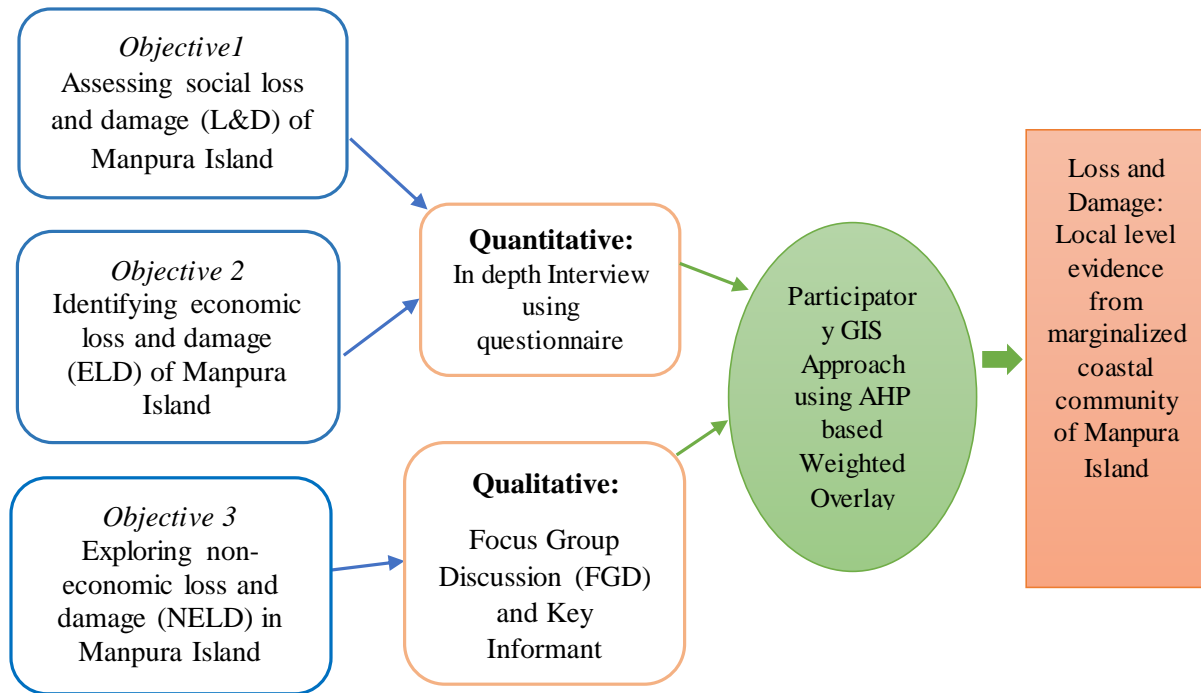 Objective1
Assessing social loss
and damage (L&D) of
Manpura Island
Objective 2
Identifying economic
loss and damage
(ELD) of Manpura
Island
Objective 3
Exploring non-
economic loss and
damage (NELD) in
Manpura Island
Quantitative:
In depth Interview
using
questionnaire
Qualitative:
Focus Group
Discussion (FGD)
and Key
Informant
Participator
y GIS
Approach
using AHP
based
Weighted
Overlay
Loss and
Damage:
Local level
evidence
from
marginalized
coastal
community
of Manpura
Island